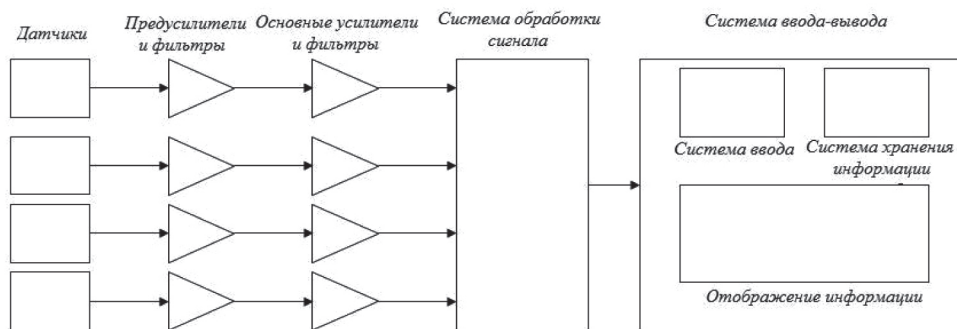 Датчики
Предусилители
и фильтры
Основные усилители
и фильтры
Система обработки
сигнала
Система ввода-вывода
Система ввода
Система хранения
информации
Отображение информации